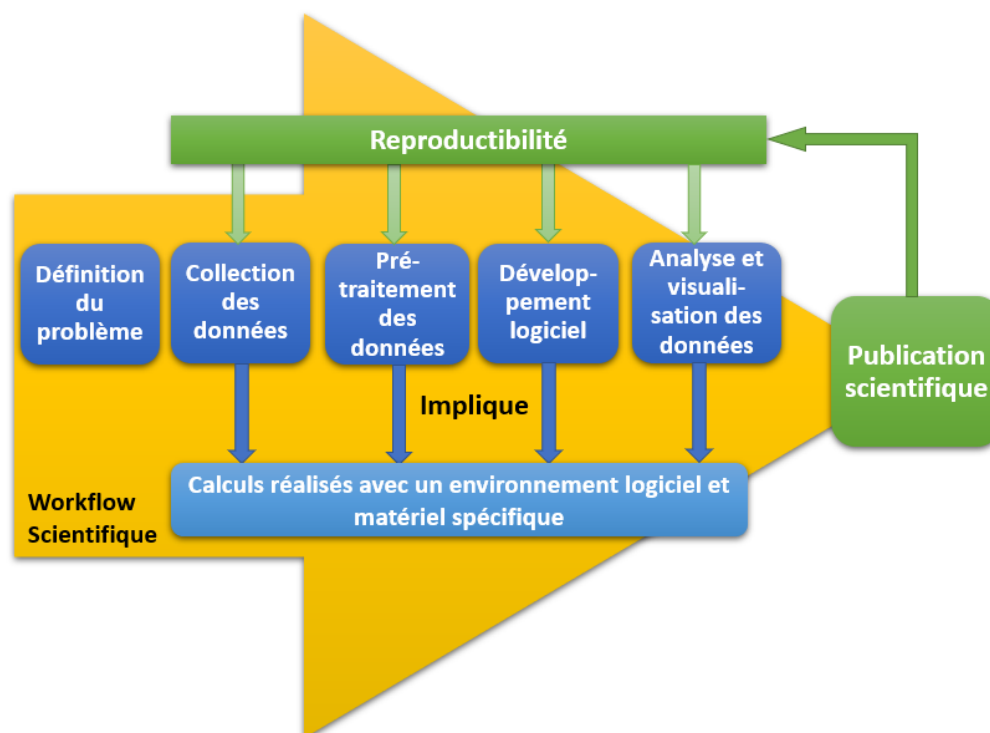 Reproductibilité
Définition
du
problème
Collection
des
données
Pré-
traitement
des
données
Dévelop-
pement
logiciel
Analyse et
visuali-
sation des
données
Publication
scientifique
Implique
Calculs réalisés avec un environnement logiciel et
matériel spécifique
Workflow
Scientifique